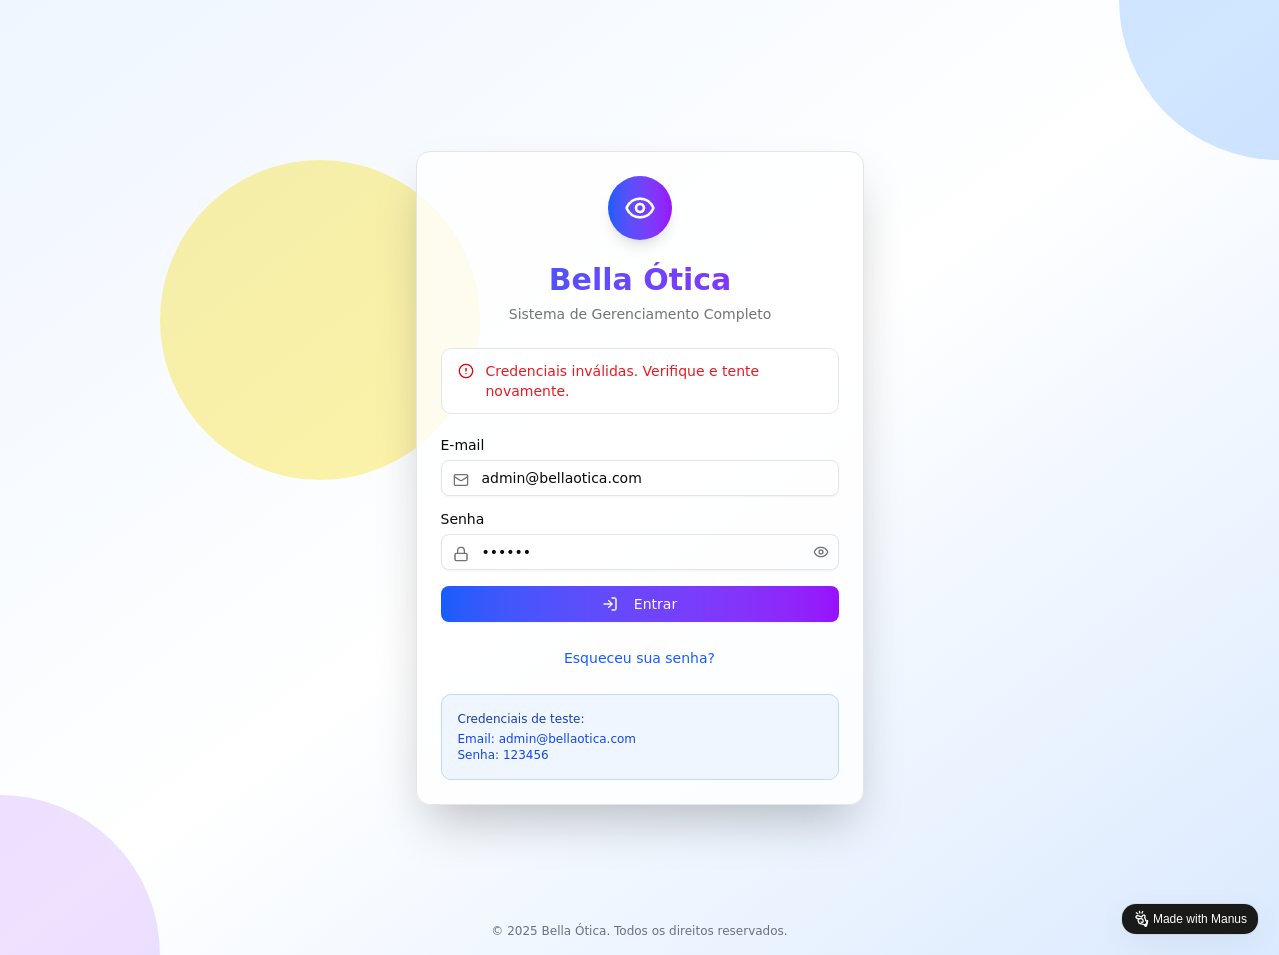 Bella Ótica
Sistema de Gerenciamento Completo
Credenciais inválidas. Verifique e tente
novamente.
E-mail
admin@bellaotica.com
Senha
••••••
Entrar
Esqueceu sua senha?
Credenciais de teste:
Email: admin@bellaotica.com
Senha: 123456
© 2025 Bella Ótica. Todos os direitos reservados.
Made with Manus